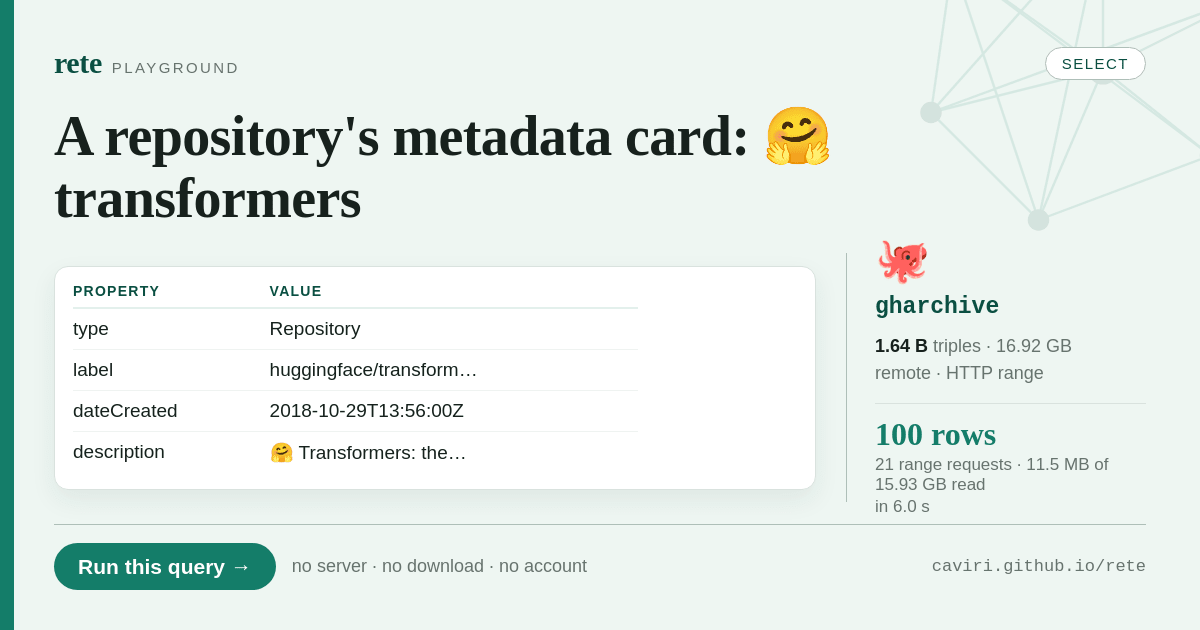 rete PLAYGROUND
SELECT
A repository's metadata card: 🤗
transformers
PROPERTY VALUE
type Repository
label huggingface/transform…
dateCreated 2018-10-29T13:56:00Z
description 🤗 Transformers: the…
gharchive
1.64 B triples · 16.92 GB
remote · HTTP range
100 rows
21 range requests · 11.5 MB of
15.93 GB read
in 6.0 s
Run this query →
no server · no download · no account
caviri.github.io/rete